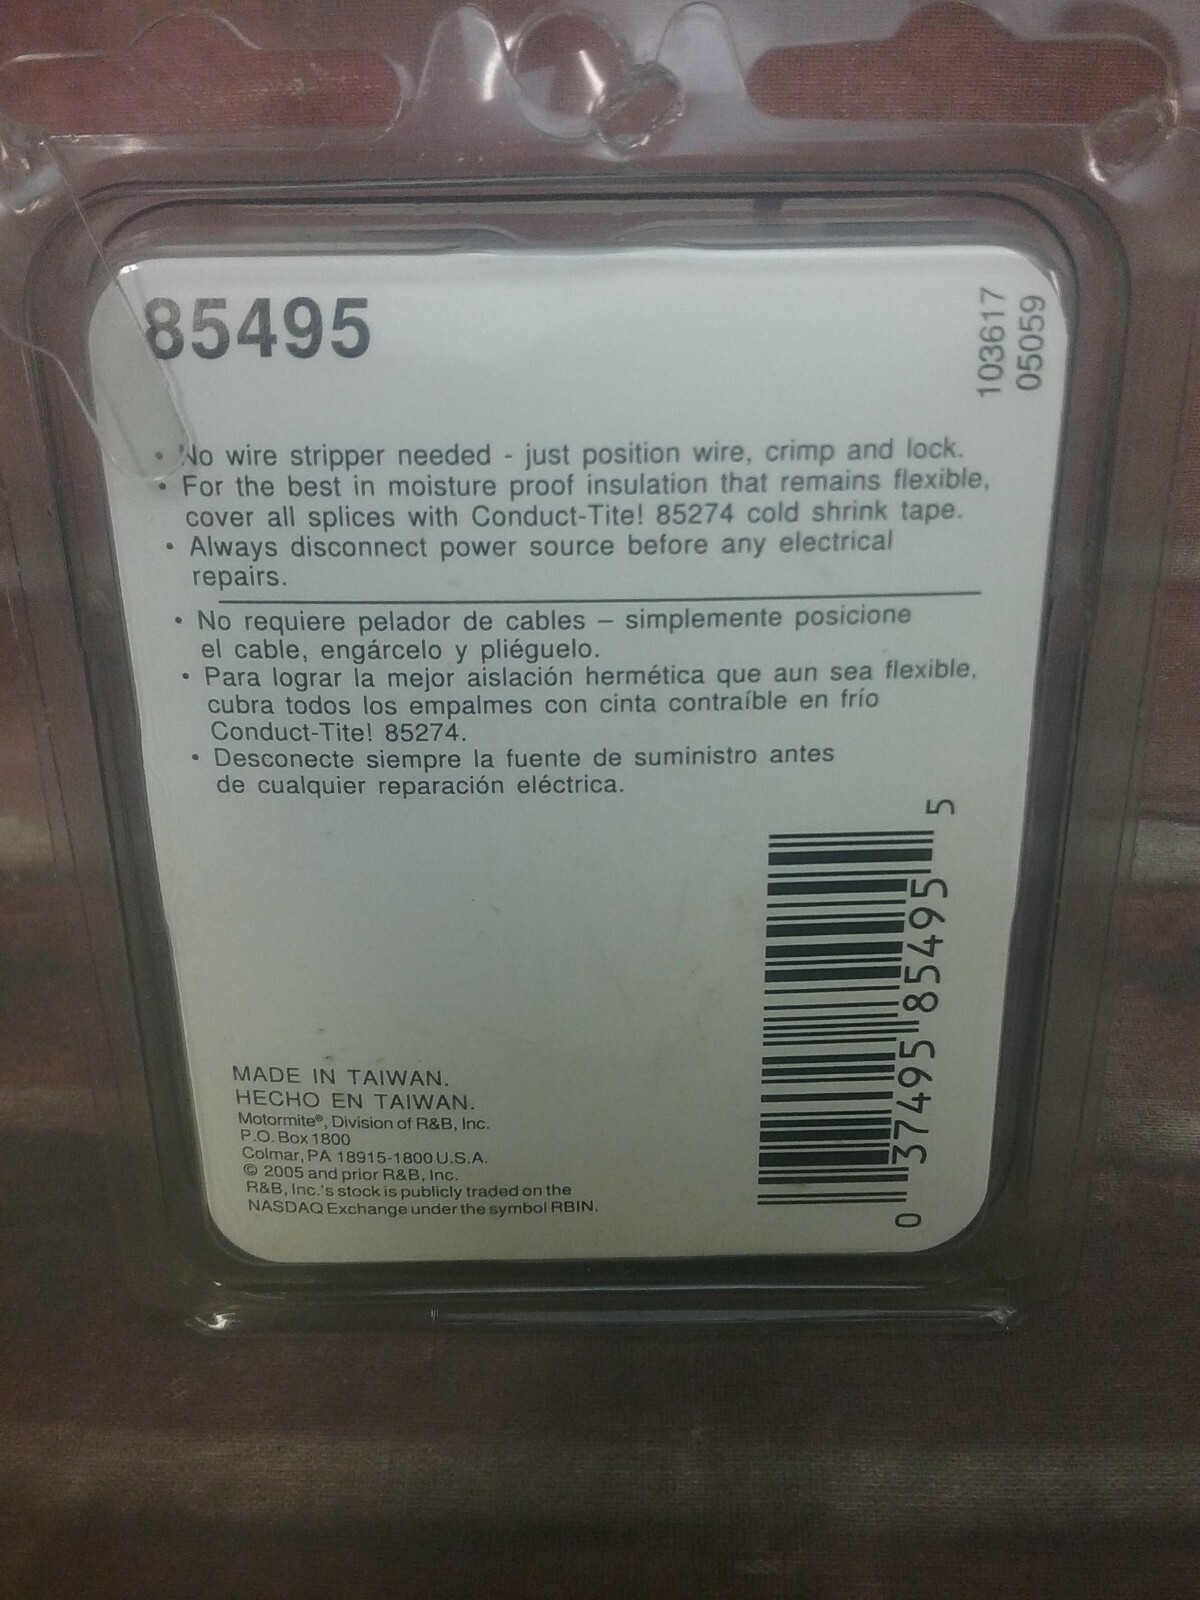 85495
103617
05059
• No wire stripper needed - just position wire, crimp and lock.
• For the best in moisture proof insulation that remains flexible,
cover all splices with Conduct-Tite! 85274 cold shrink tape.
• Always disconnect power source before any electrical
repairs.
• No requiere pelador de cables – simplemente posicione
el cable, engárcelo y pliéguelo.
• Para lograr la mejor aislación hermética que aun sea flexible,
cubra todos los empalmes con cinta contraíble en frío
Conduct-Tite! 85274.
• Desconecte siempre la fuente de suministro antes
de cualquier reparación eléctrica.
MADE IN TAIWAN.
HECHO EN TAIWAN.
Motormite®, Division of R&B, Inc.
P.O. Box 1800
Colmar, PA 18915-1800 U.S.A.
© 2005 and prior R&B, Inc.
R&B, Inc.'s stock is publicly traded on the
NASDAQ Exchange under the symbol RBIN.
0 37495 85495 5